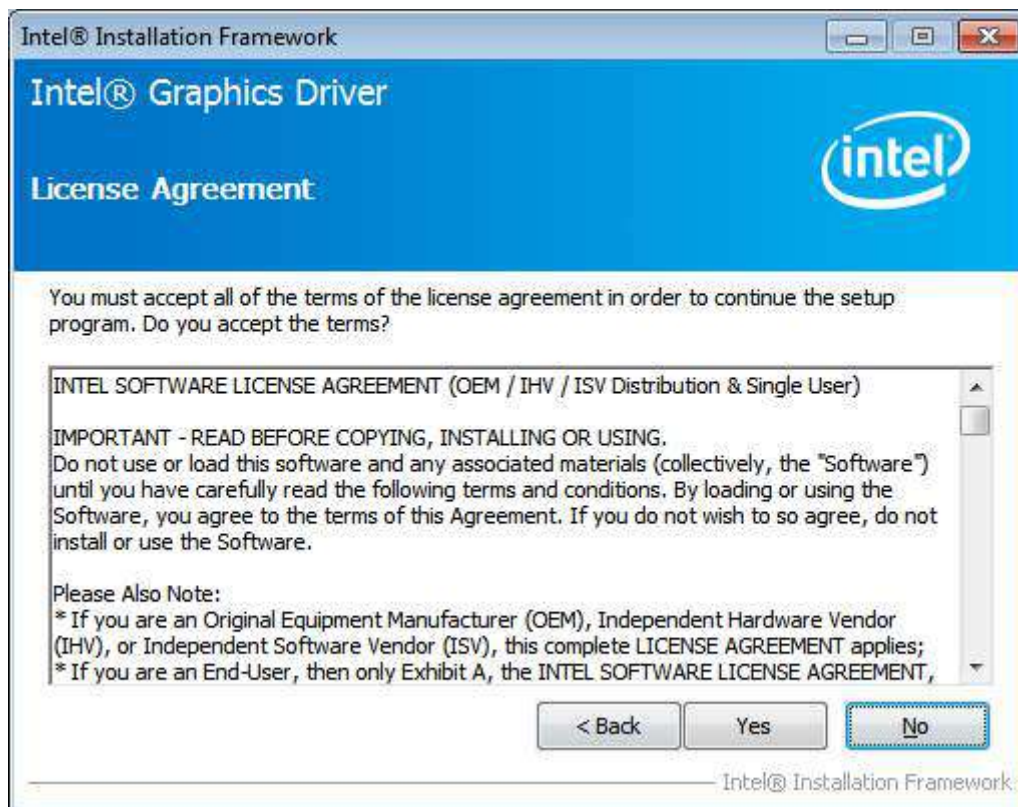 Intel® Installation Framework
Intel® Graphics Driver
intel
License Agreement
You must accept all of the terms of the license agreement in order to continue the setup
program. Do you accept the terms?
INTEL SOFTWARE LICENSE AGREEMENT (OEM / IHV / ISV Distribution & Single User)
IMPORTANT - READ BEFORE COPYING, INSTALLING OR USING.
Do not use or load this software and any associated materials (collectively, the "Software")
until you have carefully read the following terms and conditions. By loading or using the
Software, you agree to the terms of this Agreement. If you do not wish to so agree, do not
install or use the Software.
Please Also Note:
* If you are an Original Equipment Manufacturer (OEM), Independent Hardware Vendor
(IHV), or Independent Software Vendor (ISV), this complete LICENSE AGREEMENT applies;
* If you are an End-User, then only Exhibit A, the INTEL SOFTWARE LICENSE AGREEMENT,
< Back Yes No
Intel® Installation Framework